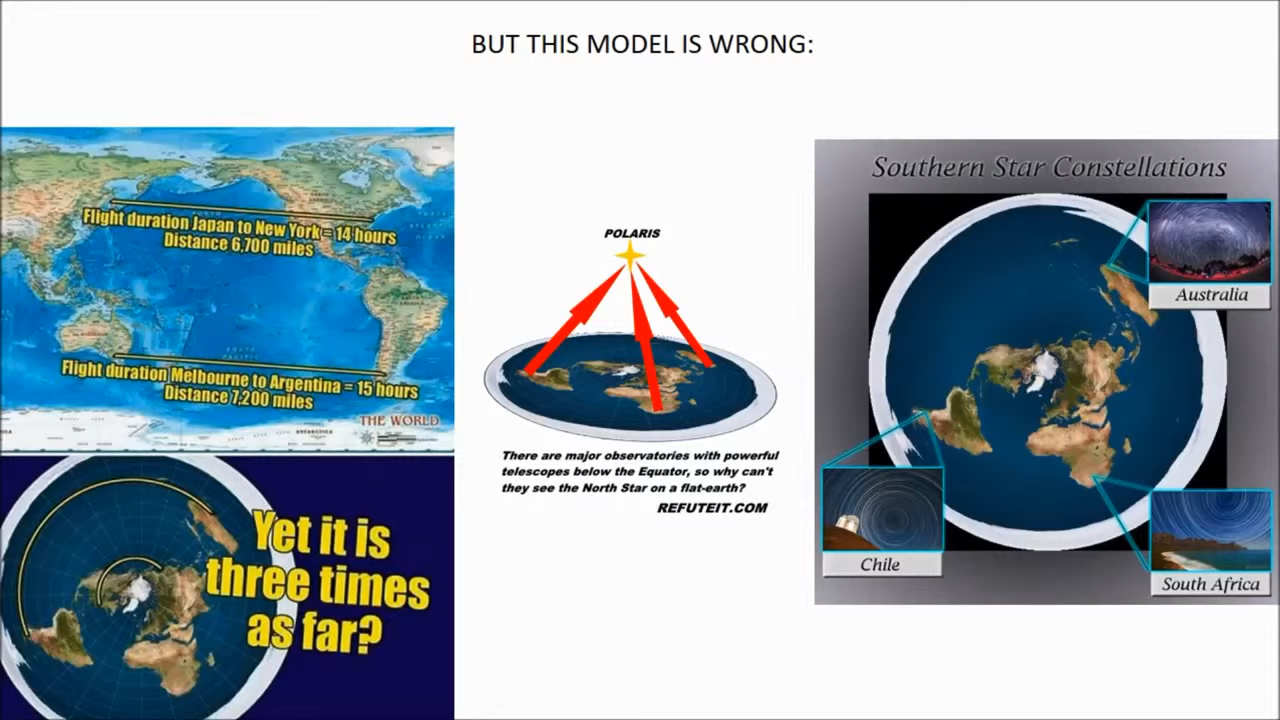 BUT THIS MODEL IS WRONG:
Flight duration Japan to New York = 14 hours
Distance 6,700 miles
Flight duration Melbourne to Argentina = 15 hours
Distance 7,200 miles
THE WORLD
Yet it is
three times
as far?
POLARIS
There are major observatories with powerful
telescopes below the Equator, so why can't
they see the North Star on a flat-earth?
REFUTEIT.COM
Southern Star Constellations
Australia
Chile
South Africa